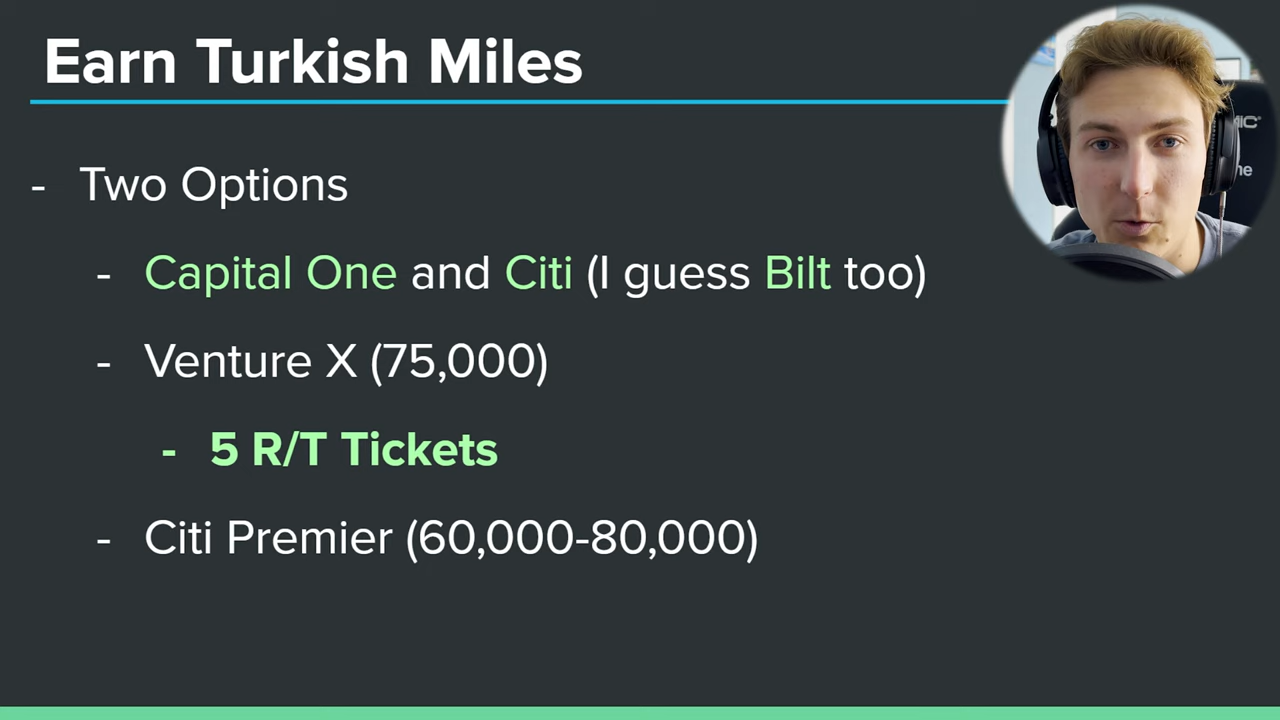 Earn Turkish Miles
- Two Options
- Capital One and Citi (I guess Bilt too)
- Venture X (75,000)
- 5 R/T Tickets
- Citi Premier (60,000-80,000)